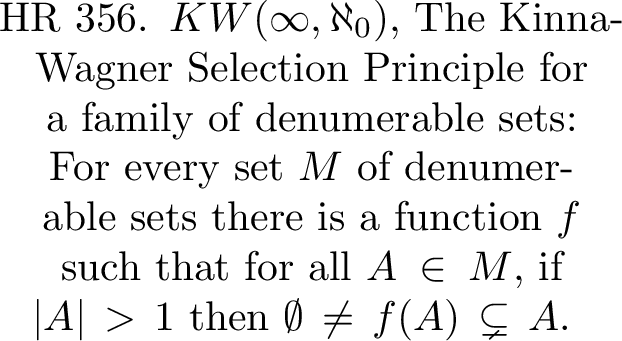 HR 356. KW(∞, ℵ₀), The Kinna-
Wagner Selection Principle for
a family of denumerable sets:
For every set M of denumer-
able sets there is a function f
such that for all A ∈ M, if
|A| > 1 then ∅ ≠ f(A) ⊊ A.